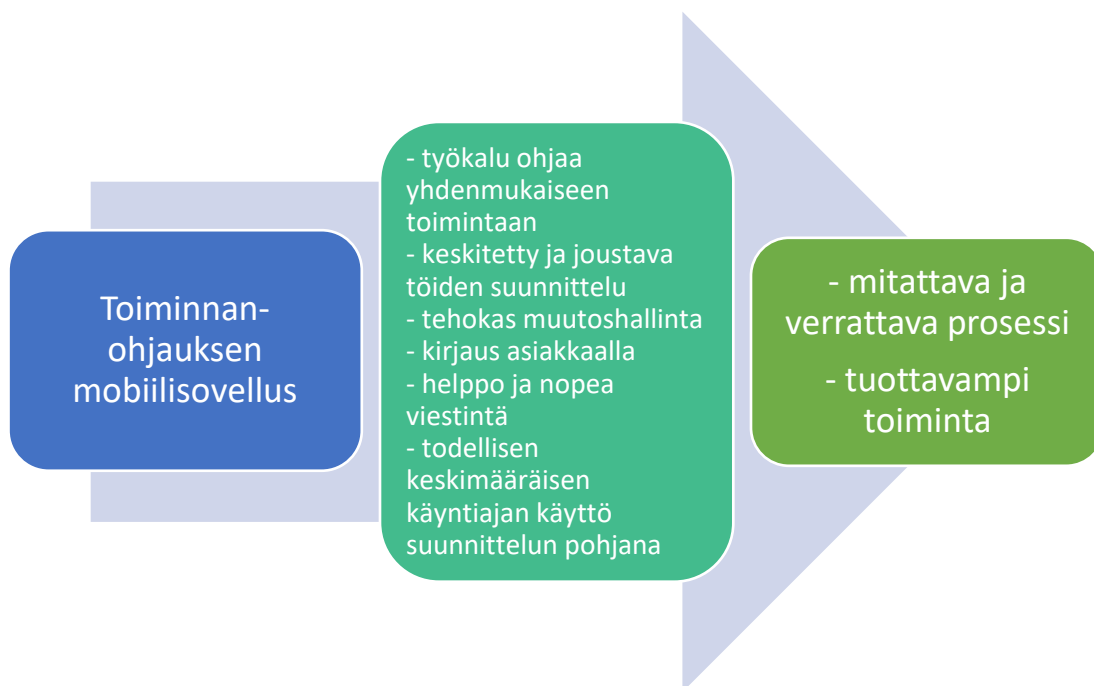 Toiminnan-
ohjauksen
mobiilisovellus
- työkalu ohjaa
yhdenmukaiseen
toimintaan
- keskitetty ja joustava
töiden suunnittelu
- tehokas muutoshallinta
- kirjaus asiakkaalla
- helppo ja nopea
viestintä
- todellisen
keskimääräisen
käyntiajan käyttö
suunnittelun pohjana
- mitattava ja
verrattava prosessi
- tuottavampi
toiminta